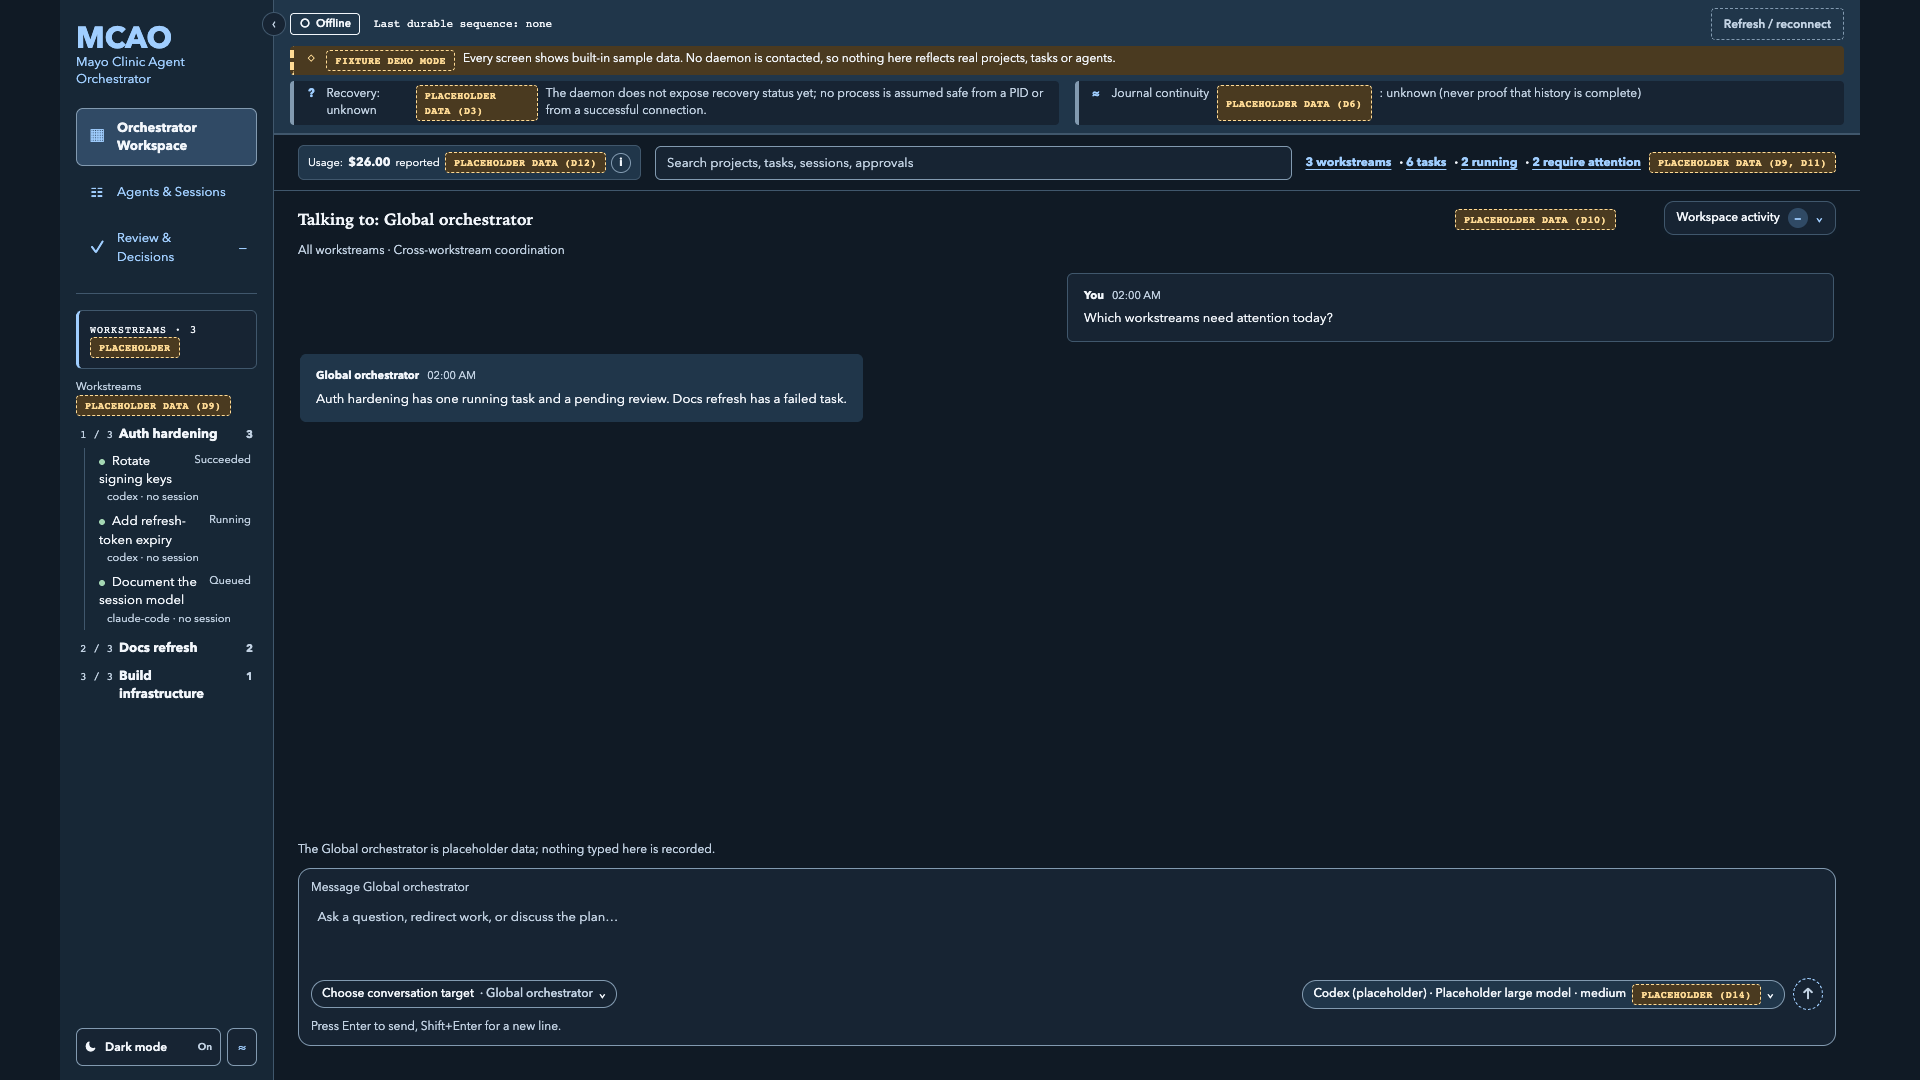 MCAO
Mayo Clinic Agent
Orchestrator
Orchestrator
Workspace
Agents & Sessions
Review &
Decisions
–
WORKSTREAMS · 3
PLACEHOLDER
Workstreams
PLACEHOLDER DATA (D9)
1 / 3 Auth hardening 3
Rotate Succeeded
signing keys
codex · no session
Add refresh- Running
token expiry
codex · no session
Document the Queued
session model
claude-code · no session
2 / 3 Docs refresh 2
3 / 3 Build 1
infrastructure
Dark mode On
≈
‹
Offline
Last durable sequence: none
Refresh / reconnect
FIXTURE DEMO MODE Every screen shows built-in sample data. No daemon is contacted, so nothing here reflects real projects, tasks or agents.
? Recovery:
unknown
PLACEHOLDER
DATA (D3)
The daemon does not expose recovery status yet; no process is assumed safe from a PID or
from a successful connection.
≈ Journal continuity PLACEHOLDER DATA (D6) : unknown (never proof that history is complete)
Usage: $26.00 reported PLACEHOLDER DATA (D12) i
Search projects, tasks, sessions, approvals
3 workstreams · 6 tasks · 2 running · 2 require attention PLACEHOLDER DATA (D9, D11)
Talking to: Global orchestrator
PLACEHOLDER DATA (D10)
Workspace activity –
All workstreams · Cross-workstream coordination
You 02:00 AM
Which workstreams need attention today?
Global orchestrator 02:00 AM
Auth hardening has one running task and a pending review. Docs refresh has a failed task.
The Global orchestrator is placeholder data; nothing typed here is recorded.
Message Global orchestrator
Ask a question, redirect work, or discuss the plan…
Choose conversation target · Global orchestrator
Codex (placeholder) · Placeholder large model · medium PLACEHOLDER (D14)
Press Enter to send, Shift+Enter for a new line.